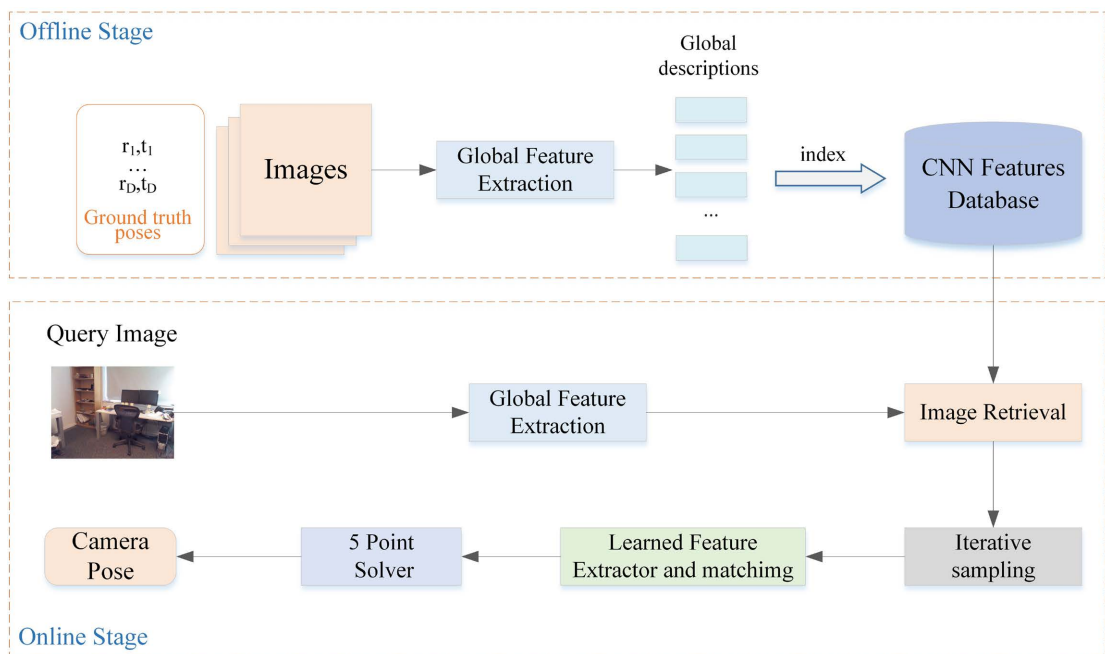 Offline Stage
Global
descriptions
r₁,t₁
...
r_D,t_D
Ground truth
poses
Images
Global Feature
Extraction
...
index
CNN Features
Database
Query Image
Global Feature
Extraction
Image Retrieval
Camera
Pose
5 Point
Solver
Learned Feature
Extractor and matchimg
Iterative
sampling
Online Stage